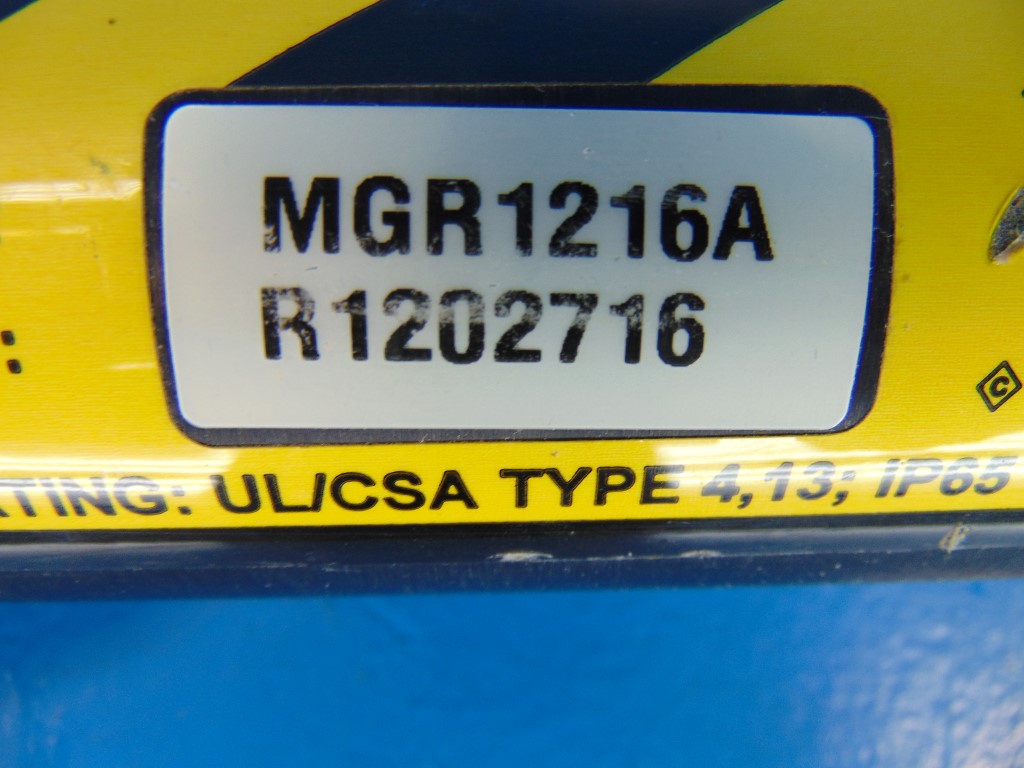 MGR1216A
R1202716
:
TING: UL/CSA TYPE 4,13; IP65
C